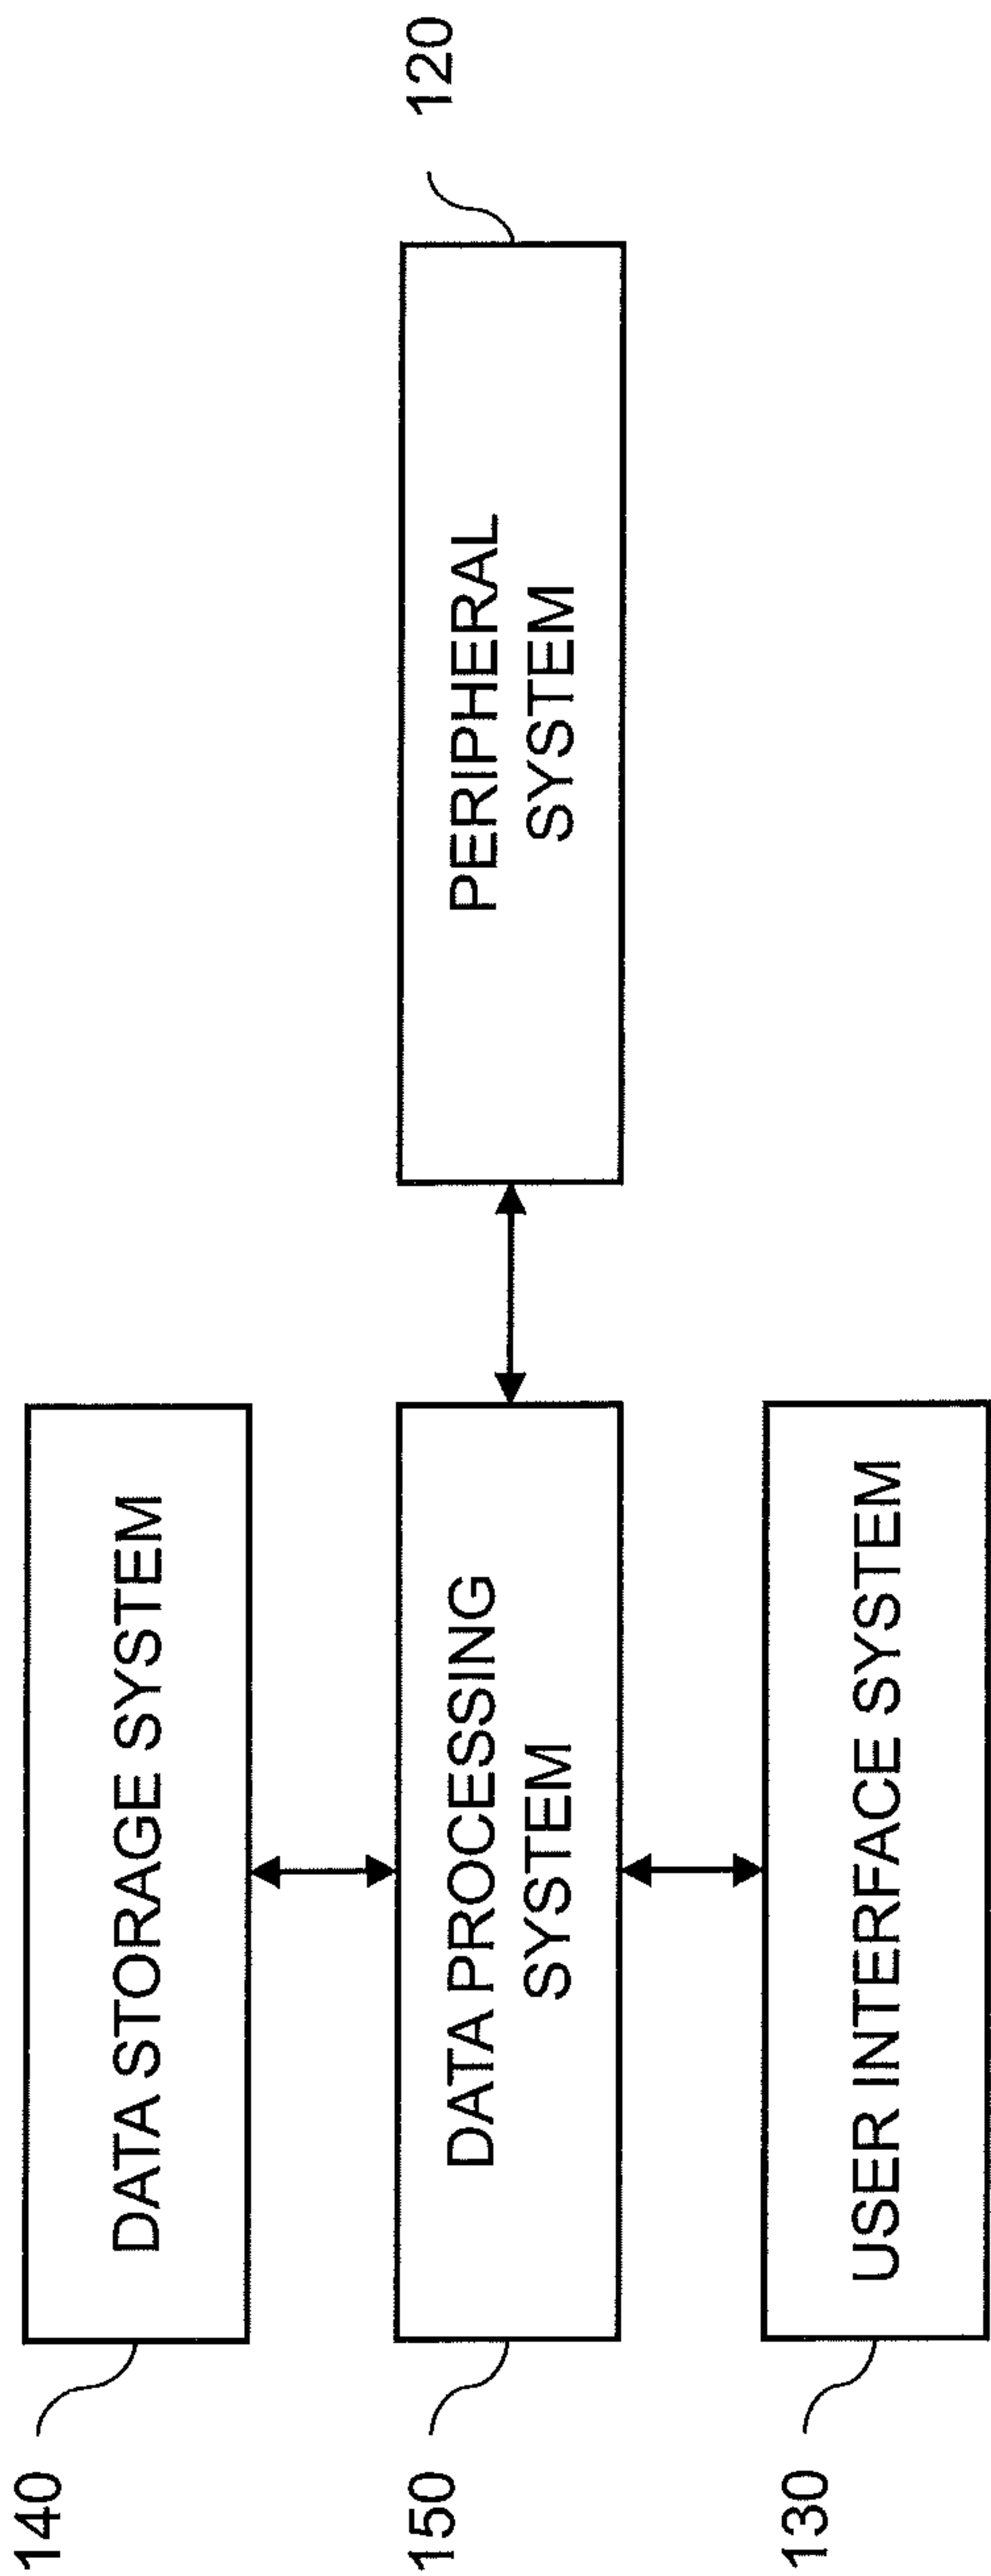 140
DATA STORAGE SYSTEM
150
DATA PROCESSING
SYSTEM
PERIPHERAL
SYSTEM
120
130
USER INTERFACE SYSTEM